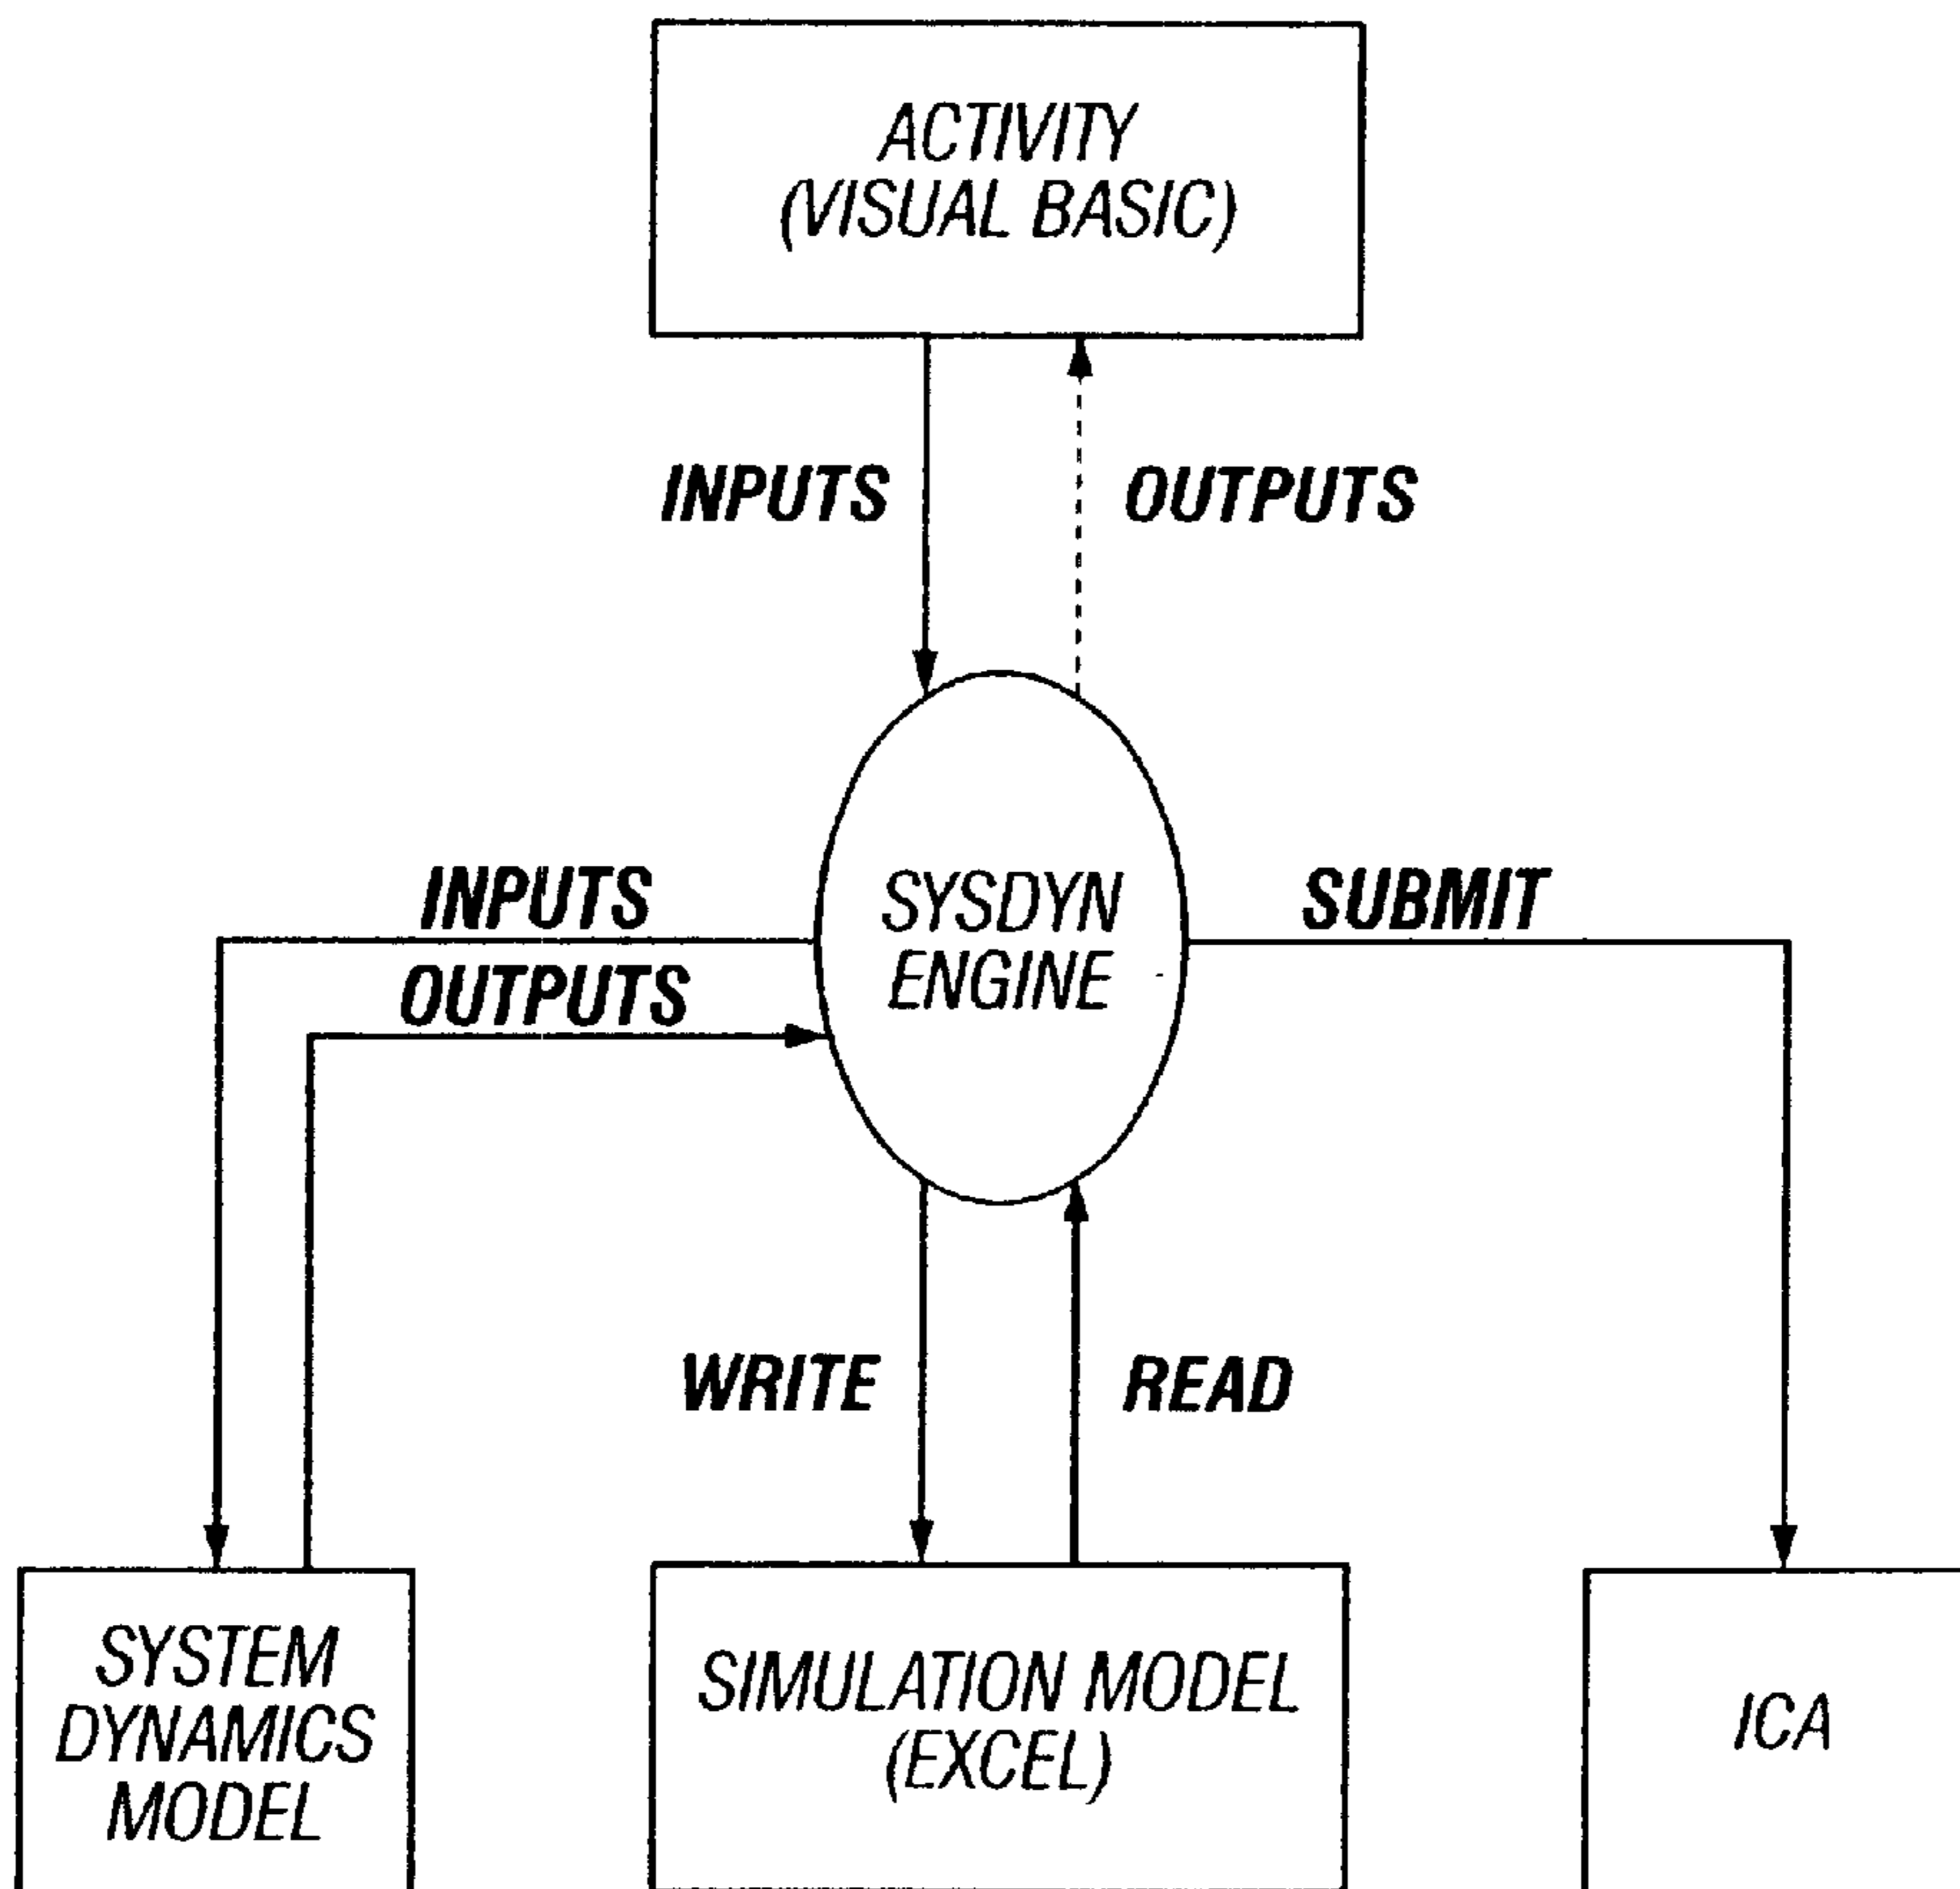 ACTIVITY
(VISUAL BASIC)
INPUTS
OUTPUTS
INPUTS
OUTPUTS
SYSDYN
ENGINE
SUBMIT
WRITE
READ
SYSTEM
DYNAMICS
MODEL
SIMULATION MODEL
(EXCEL)
ICA